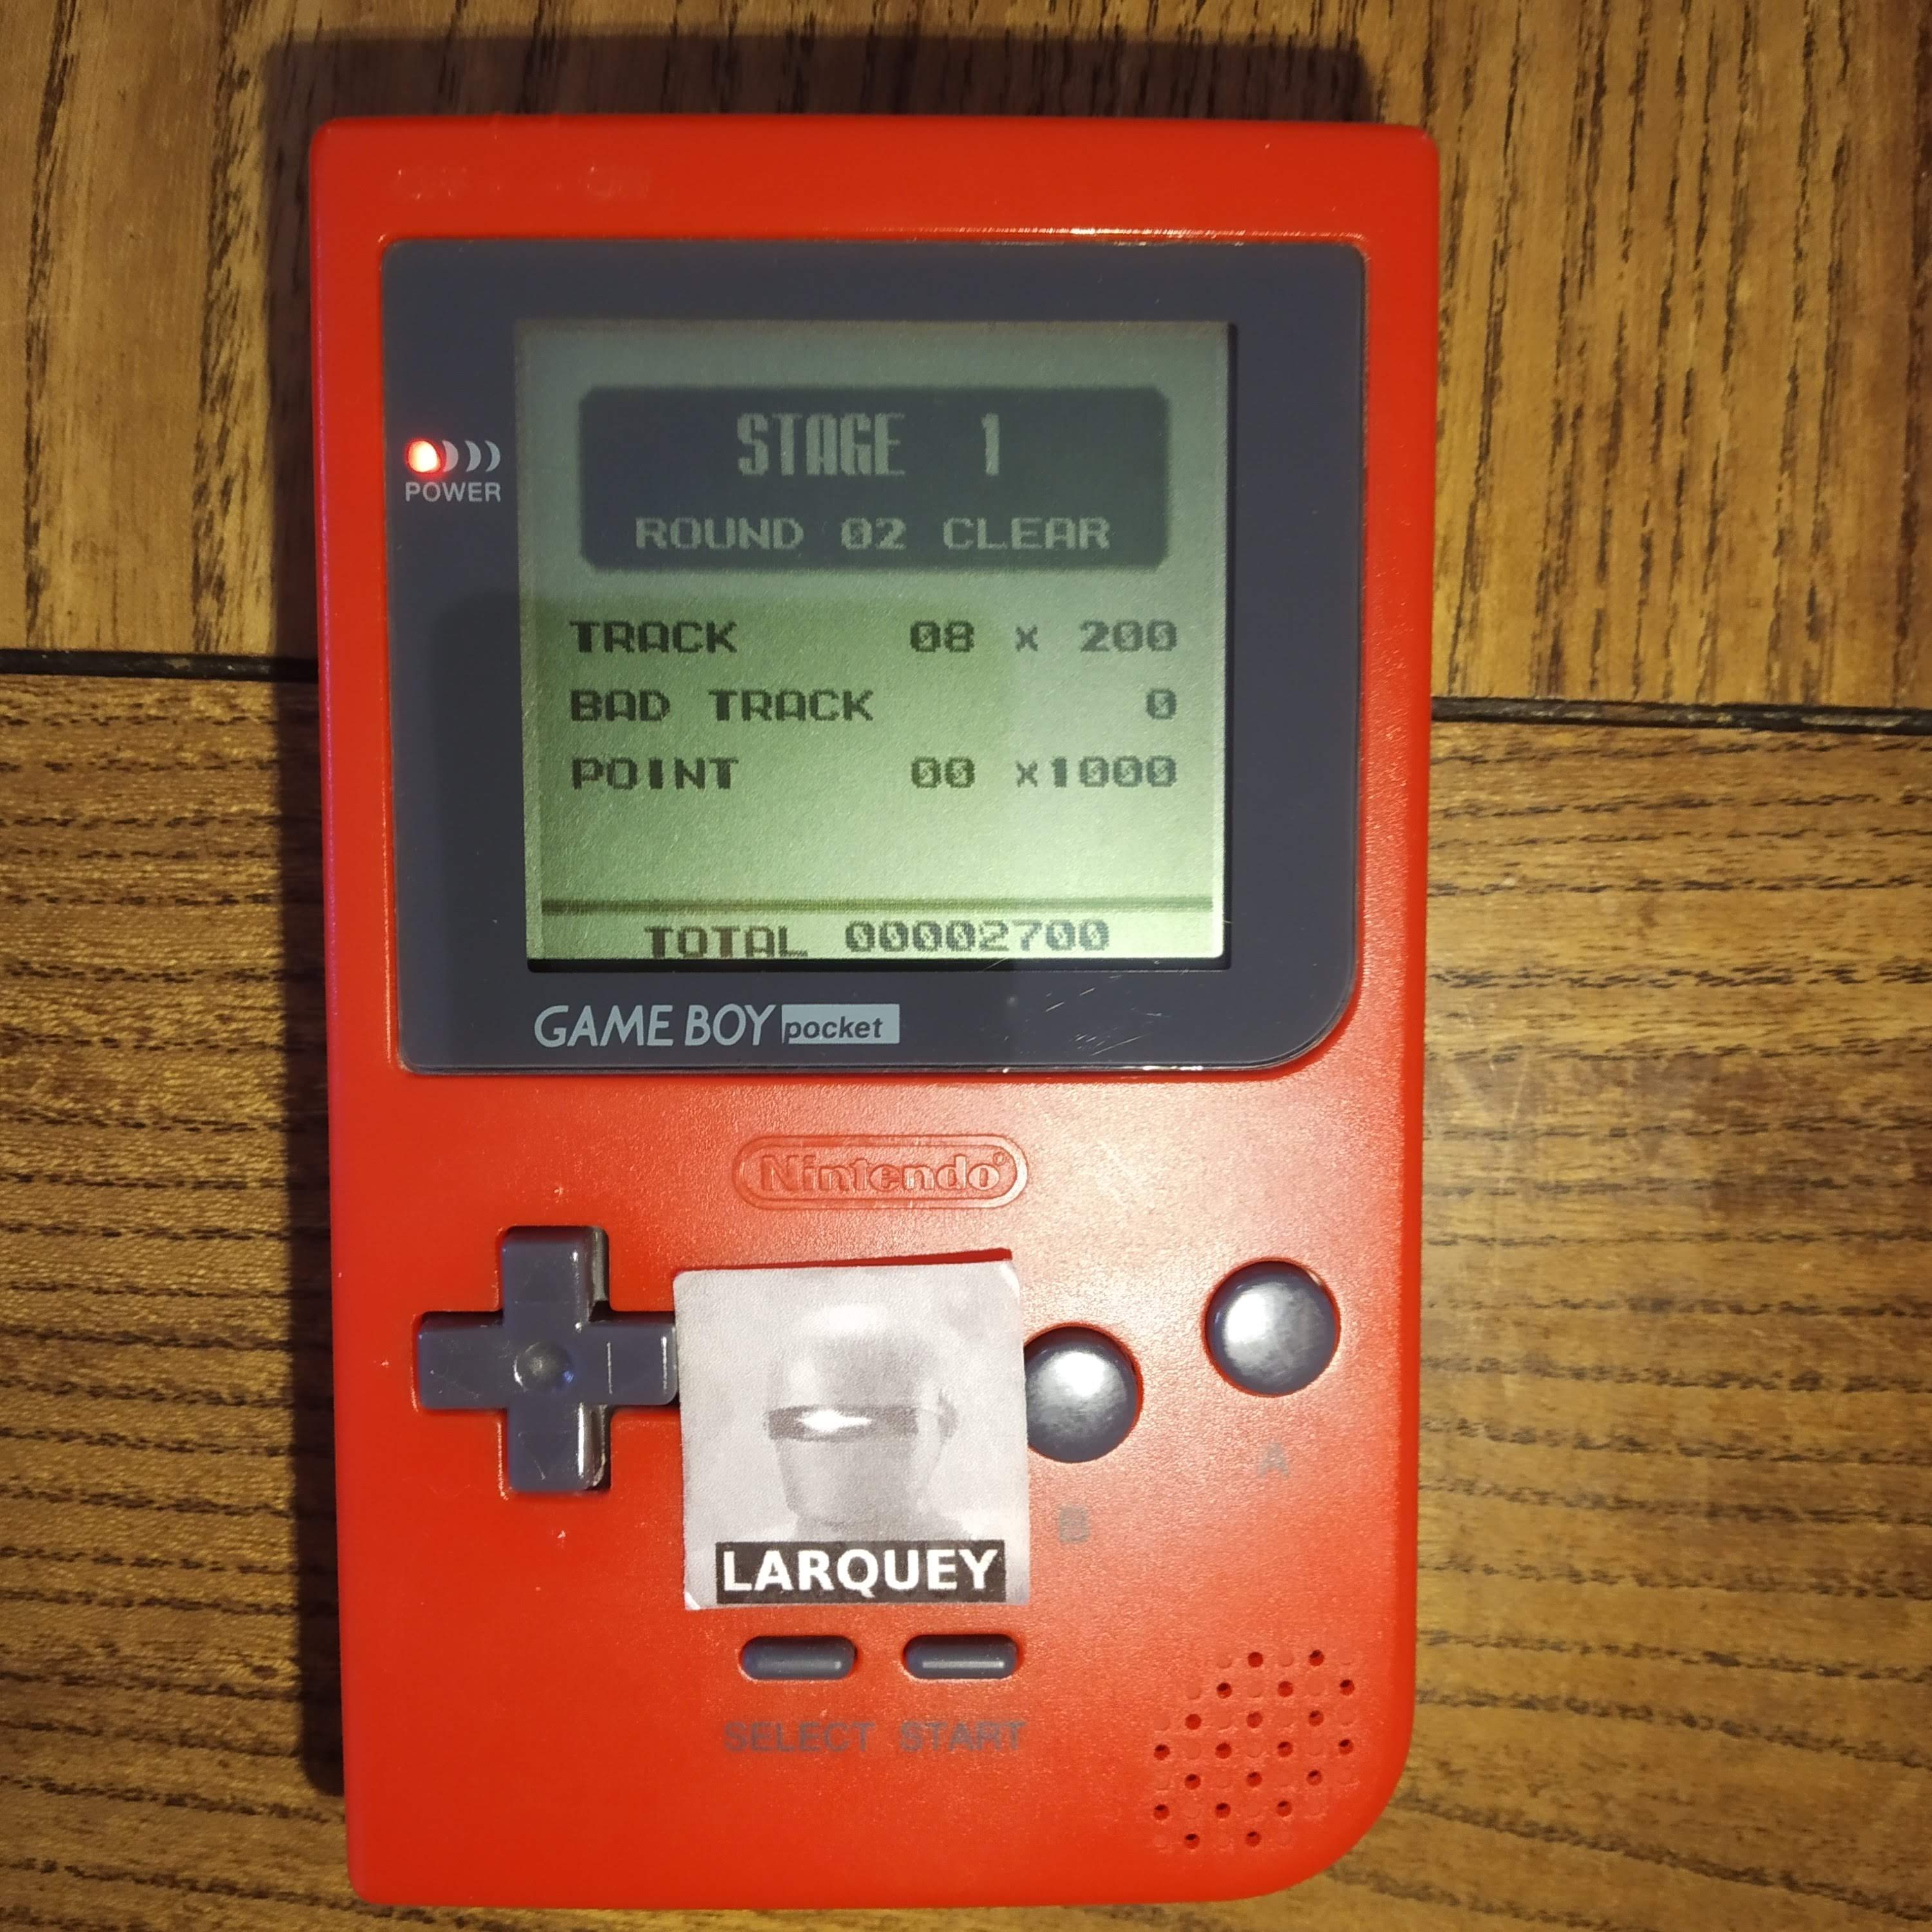 STAGE 1
POWER
ROUND 02 CLEAR
TRACK 08 x 200
BAD TRACK 0
POINT 00 x1000
TOTAL 00002700
GAME BOY pocket
Nintendo®
A
B
LARQUEY
SELECT START